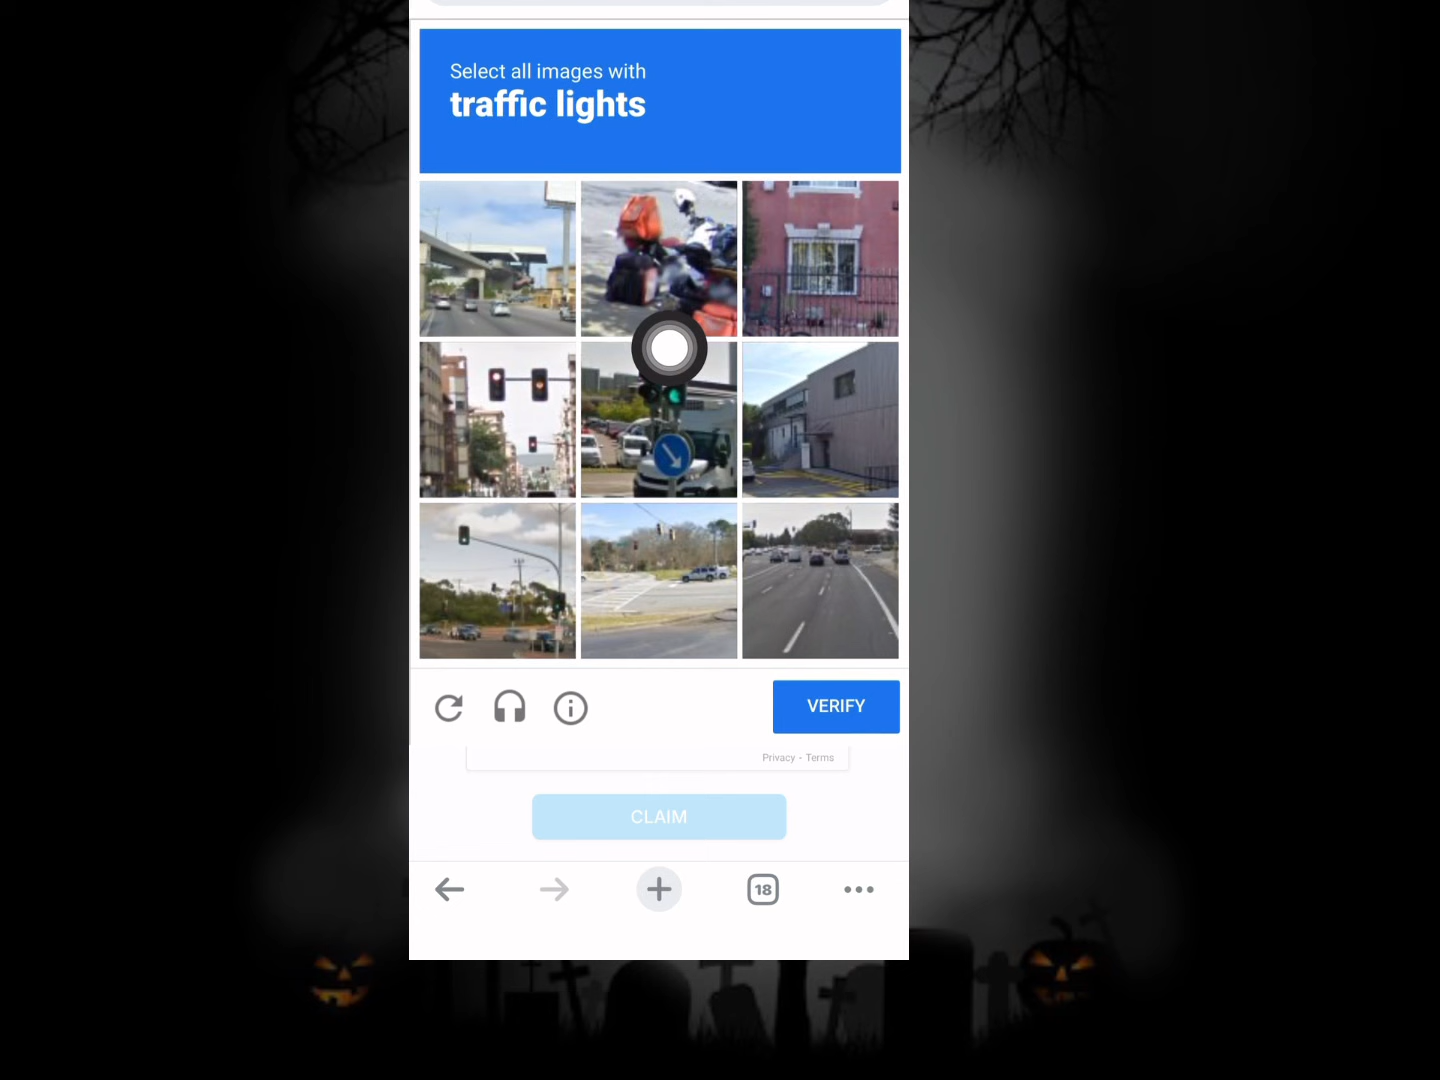 Select all images with
traffic lights
VERIFY
Privacy - Terms
CLAIM
18